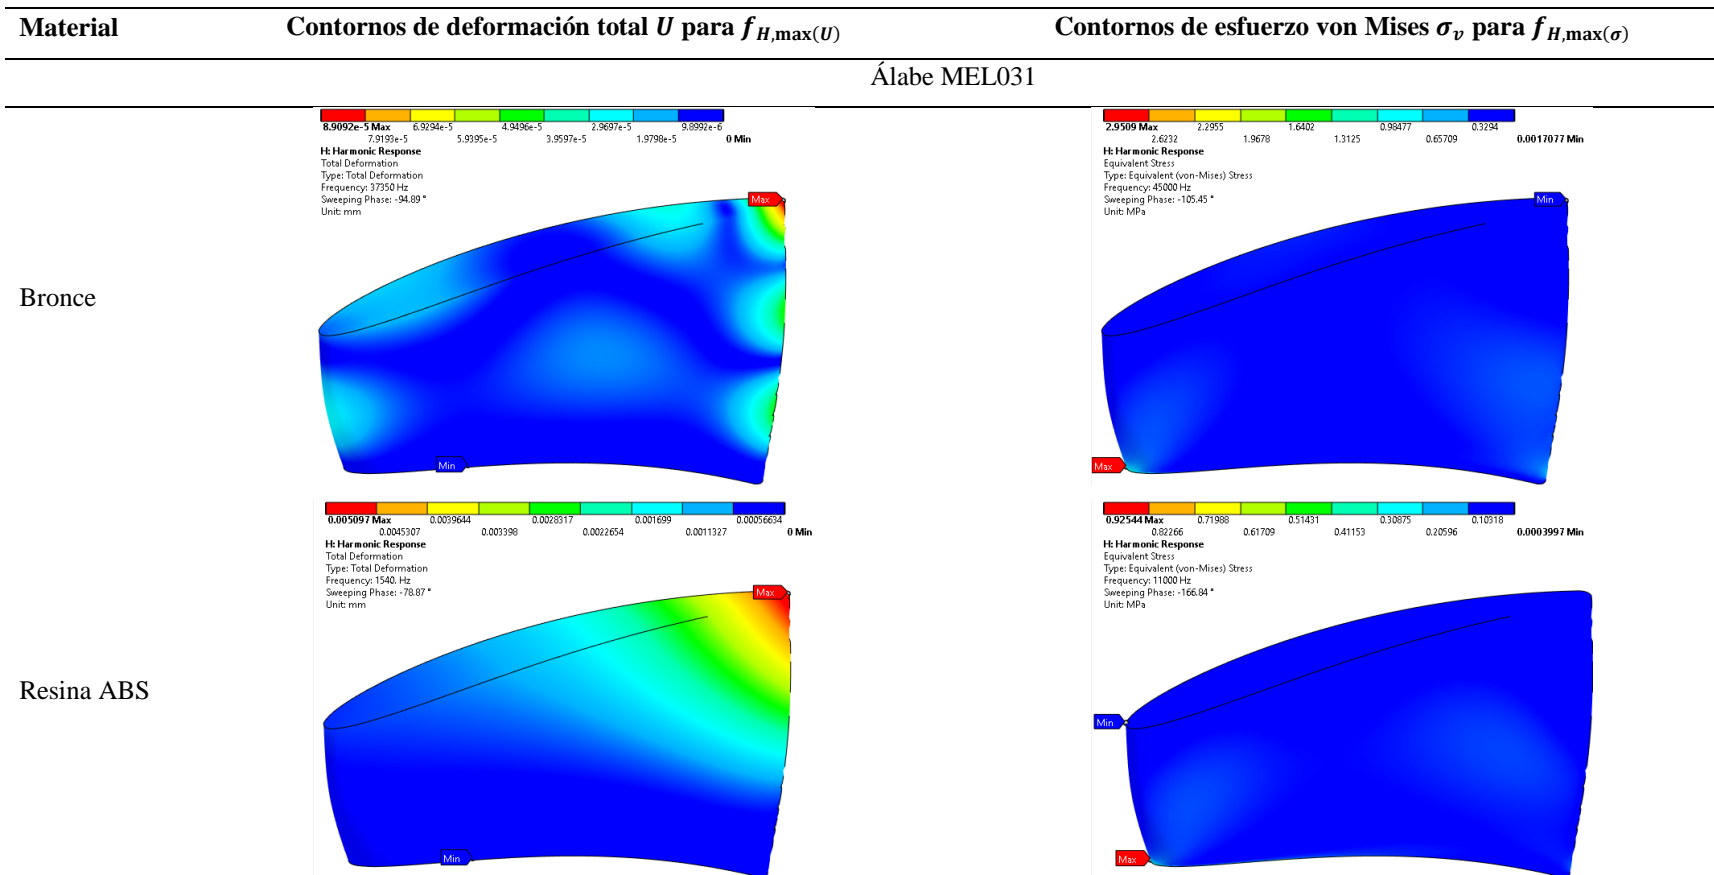 Material Contornos de deformación total U para f_{H,max(U)} Contornos de esfuerzo von Mises σ_v para f_{H,max(σ)}
Álabe MEL031
Bronce
8.9092e-5 Max 6.9294e-5 4.9496e-5 2.9697e-5 9.8992e-6
7.9193e-5 5.9395e-5 3.9597e-5 1.9798e-5 0 Min
H: Harmonic Response
Total Deformation
Type: Total Deformation
Frequency: 37350 Hz
Sweeping Phase: -94.89 °
Unit: mm
Max
Min
2.9509 Max 2.2955 1.6402 0.98477 0.3294
2.6232 1.9678 1.3125 0.65709 0.0017077 Min
H: Harmonic Response
Equivalent Stress
Type: Equivalent (von-Mises) Stress
Frequency: 45000 Hz
Sweeping Phase: -105.45 °
Unit: MPa
Min
Max
Resina ABS
0.005097 Max 0.0039644 0.0028317 0.001699 0.00056634
0.0045307 0.003398 0.0022654 0.0011327 0 Min
H: Harmonic Response
Total Deformation
Type: Total Deformation
Frequency: 1540. Hz
Sweeping Phase: -78.87 °
Unit: mm
Max
Min
0.92544 Max 0.71988 0.51431 0.30875 0.10318
0.82266 0.61709 0.41153 0.20596 0.0003997 Min
H: Harmonic Response
Equivalent Stress
Type: Equivalent (von-Mises) Stress
Frequency: 11000 Hz
Sweeping Phase: -166.84 °
Unit: MPa
Min
Max